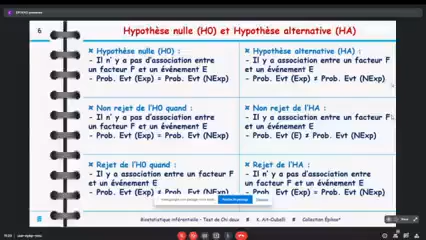 6
Hypothèse nulle (H0) et Hypothèse alternative (HA)
Hypothèse nulle (H0) :
- Il n' y a pas d'association entre
un facteur F et un événement E
- Prob. Evt (Exp) = Prob. Evt (NExp)
Hypothèse alternative (HA) :
- Il y a association entre un facteur F
et un événement E
- Prob. Evt (Exp) ≠ Prob. Evt (NExp)
Non rejet de l'H0 quand :
- Il n' y a pas d'association entre
un facteur F et un événement E
- Prob. Evt (Exp) = Prob. Evt (NExp)
Non rejet de l'HA :
- Il y a association entre un facteur F
et un événement E
- Prob. Evt (E) ≠ Prob. Evt (NExp)
Rejet de l'H0 quand :
- Il y a association entre un facteur F
et un événement E
- Prob. Evt (Exp) ≠ Prob. Evt (NExp)
Rejet de l'HA :
- Il n' y a pas d'association entre
un facteur F et un événement E
- Prob. Evt (Exp) = Prob. Evt (NExp)
Biostatistique inférentielle - Test de Chi deux
Collection Épikas®